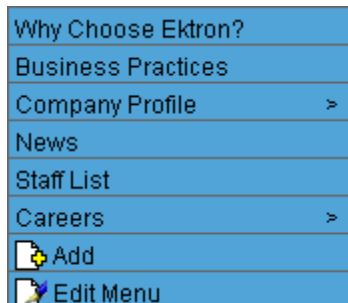 Why Choose Ektron?
Business Practices
Company Profile >
News
Staff List
Careers >
Add
Edit Menu